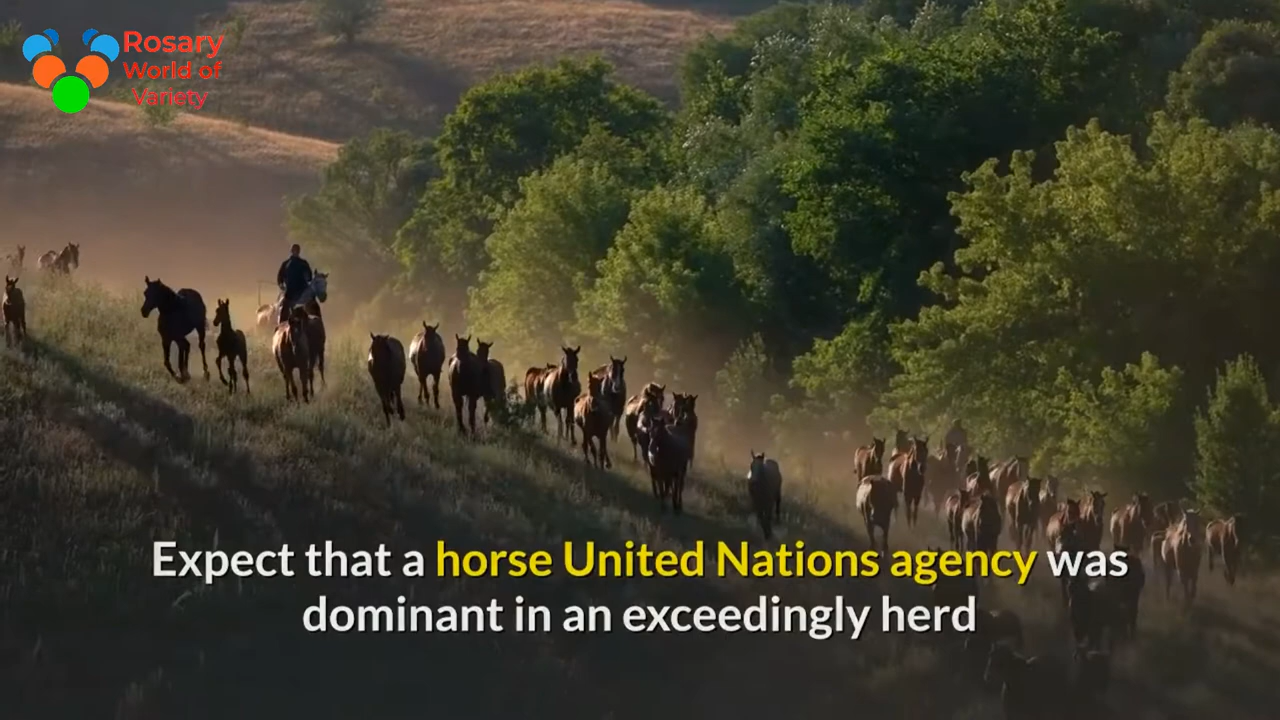 Rosary
World of
Variety
Expect that a horse United Nations agency was
dominant in an exceedingly herd